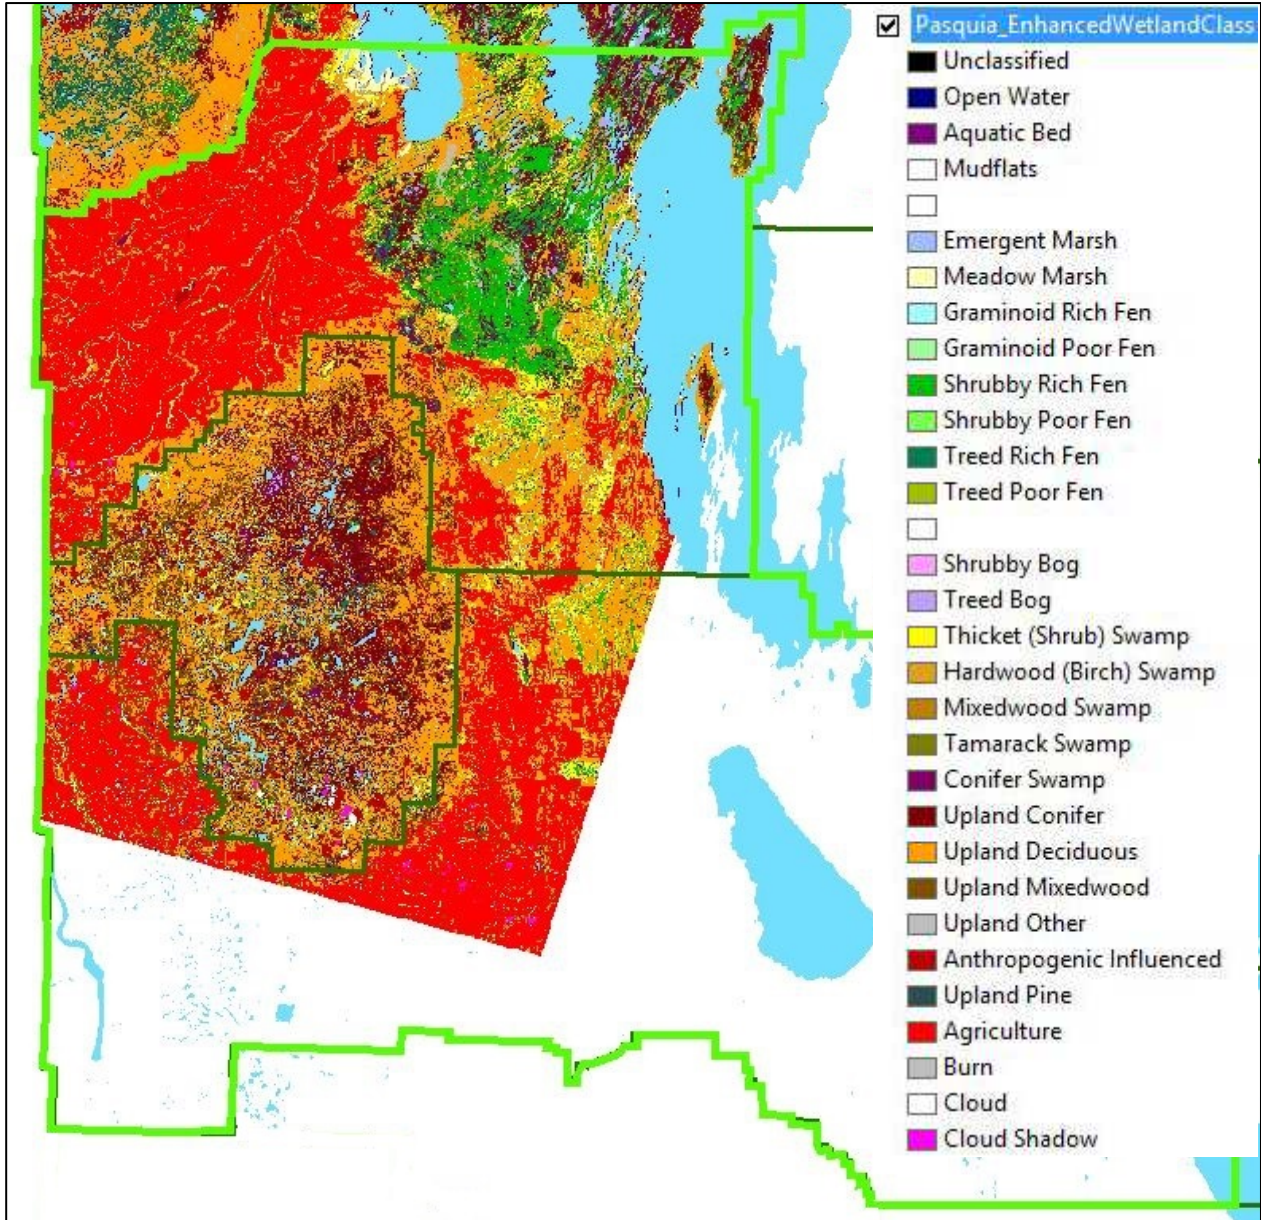 Pasquia_EnhancedWetlandClass
Unclassified
Open Water
Aquatic Bed
Mudflats
Emergent Marsh
Meadow Marsh
Graminoid Rich Fen
Graminoid Poor Fen
Shrubby Rich Fen
Shrubby Poor Fen
Treed Rich Fen
Treed Poor Fen
Shrubby Bog
Treed Bog
Thicket (Shrub) Swamp
Hardwood (Birch) Swamp
Mixedwood Swamp
Tamarack Swamp
Conifer Swamp
Upland Conifer
Upland Deciduous
Upland Mixedwood
Upland Other
Anthropogenic Influenced
Upland Pine
Agriculture
Burn
Cloud
Cloud Shadow